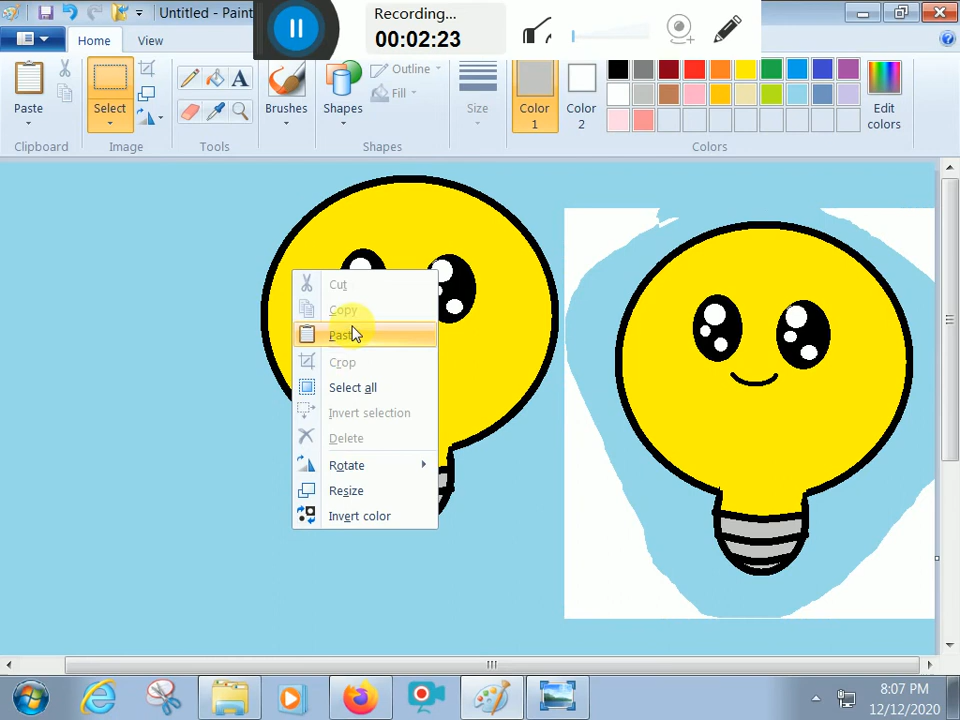 Untitled - Paint
Recording...
00:02:23
Home
View
Paste
Select
A
Brushes
Shapes
Outline
Fill
Size
Color
1
Color
2
Edit
colors
Clipboard
Image
Tools
Shapes
Colors
Cut
Copy
Paste
Crop
Select all
Invert selection
Delete
Rotate
Resize
Invert color
8:07 PM
12/12/2020